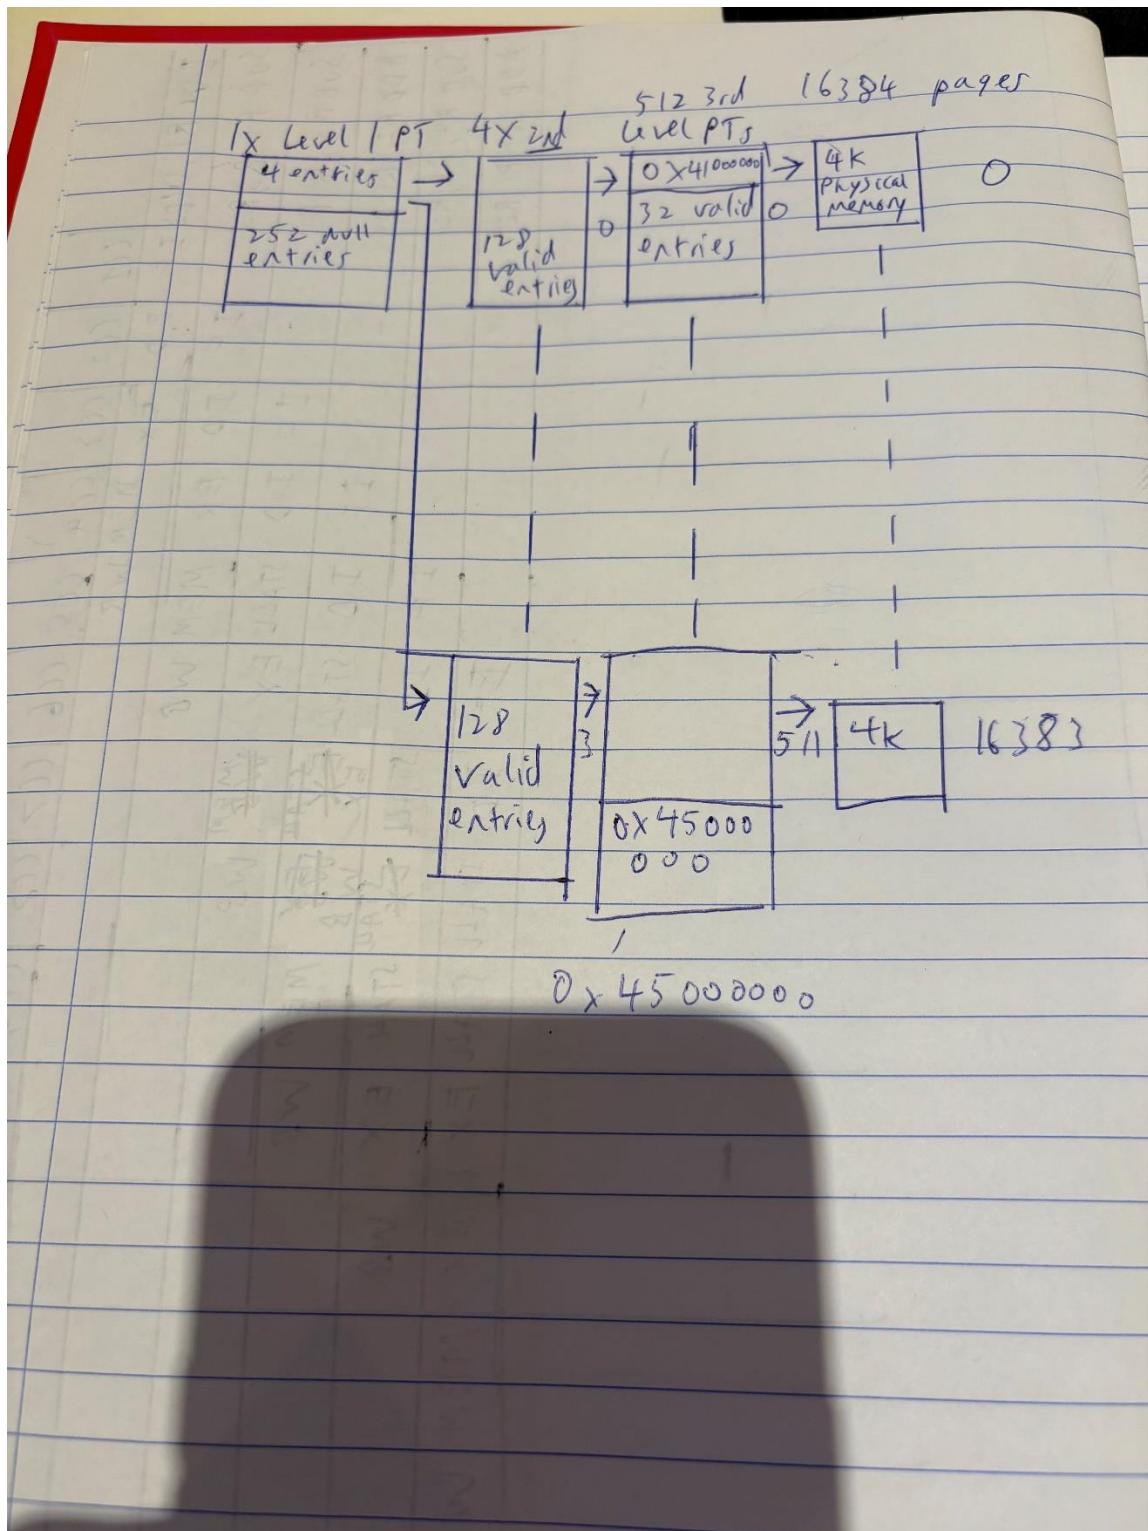 512 3rd 16384 pages
1x Level 1 PT 4x 2nd Level PTs
4 entries
252 null
entries
128
valid
entries
0
0x41000000
32 valid
entries
0
4K
physical
memory
0
128
valid
entries
3
0x45000
000
511
4K
16383
0x45000000